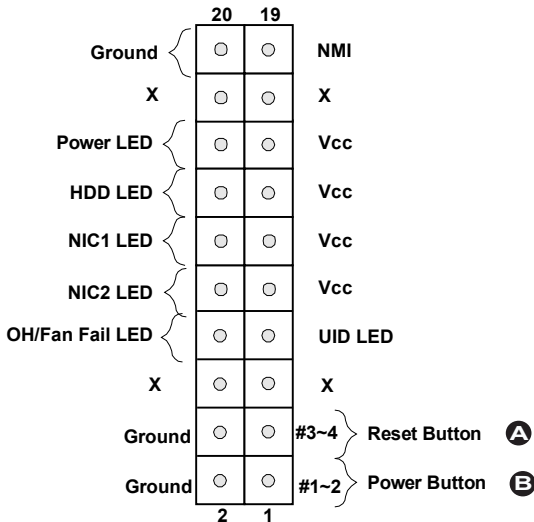 20 19
Ground NMI
X X
Power LED Vcc
HDD LED Vcc
NIC1 LED Vcc
NIC2 LED Vcc
OH/Fan Fail LED UID LED
X X
Ground #3~4 Reset Button A
Ground #1~2 Power Button B
2 1